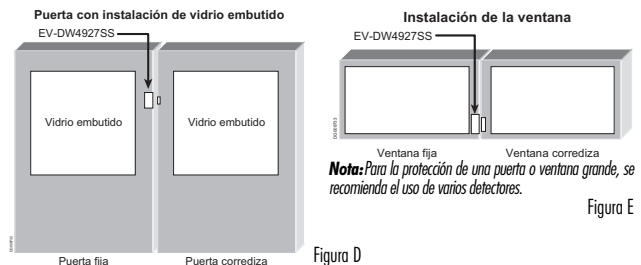 Puerta con instalación de vidrio embutido
EV-DW4927SS
Vidrio embutido
Vidrio embutido
Puerta fija
Puerta corrediza
Figura D
Instalación de la ventana
EV-DW4927SS
Ventana fija
Ventana corrediza
Nota: Para la protección de una puerta o ventana grande, se
recomienda el uso de varios detectores.
Figura E